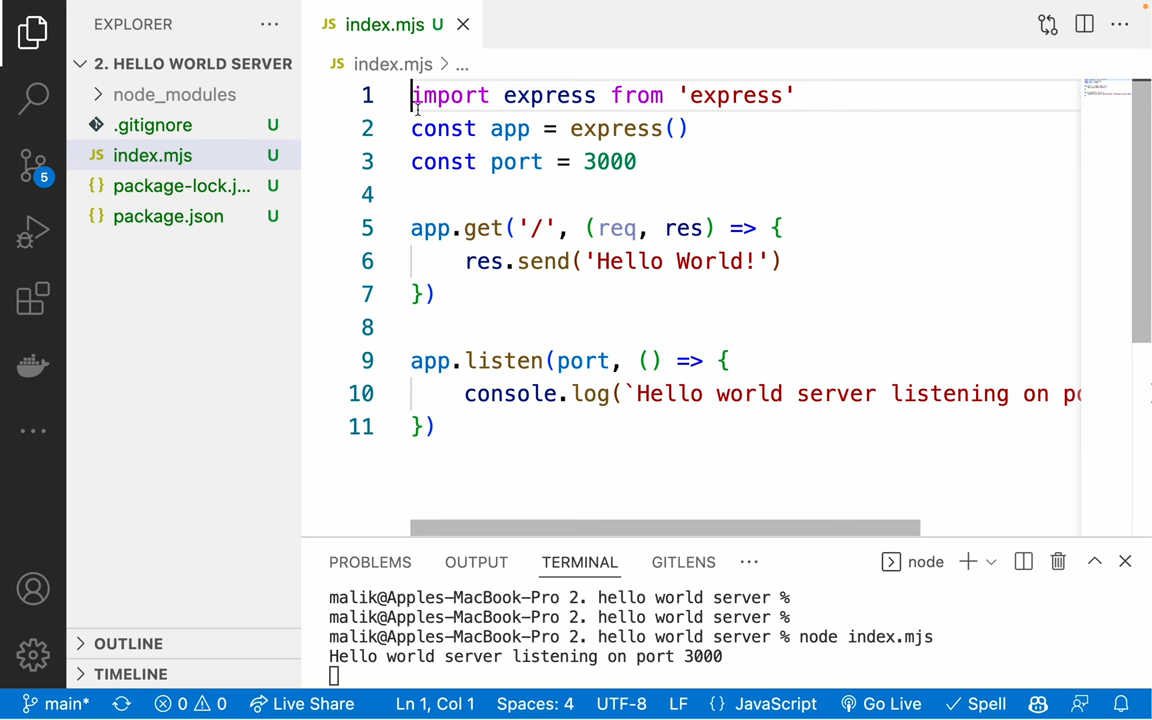 EXPLORER
JS index.mjs U
2. HELLO WORLD SERVER
JS index.mjs > ...
node_modules
.gitignore U
JS index.mjs U
{} package-lock.j... U
{} package.json U
5
1 import express from 'express'
2 const app = express()
3 const port = 3000
4
5 app.get('/', (req, res) => {
6 res.send('Hello World!')
7 })
8
9 app.listen(port, () => {
10 console.log(`Hello world server listening on po
11 })
PROBLEMS OUTPUT TERMINAL GITLENS ... node
malik@Apples-MacBook-Pro 2. hello world server %
malik@Apples-MacBook-Pro 2. hello world server %
malik@Apples-MacBook-Pro 2. hello world server % node index.mjs
Hello world server listening on port 3000
OUTLINE
TIMELINE
main* 0 0 Live Share Ln 1, Col 1 Spaces: 4 UTF-8 LF {} JavaScript Go Live Spell